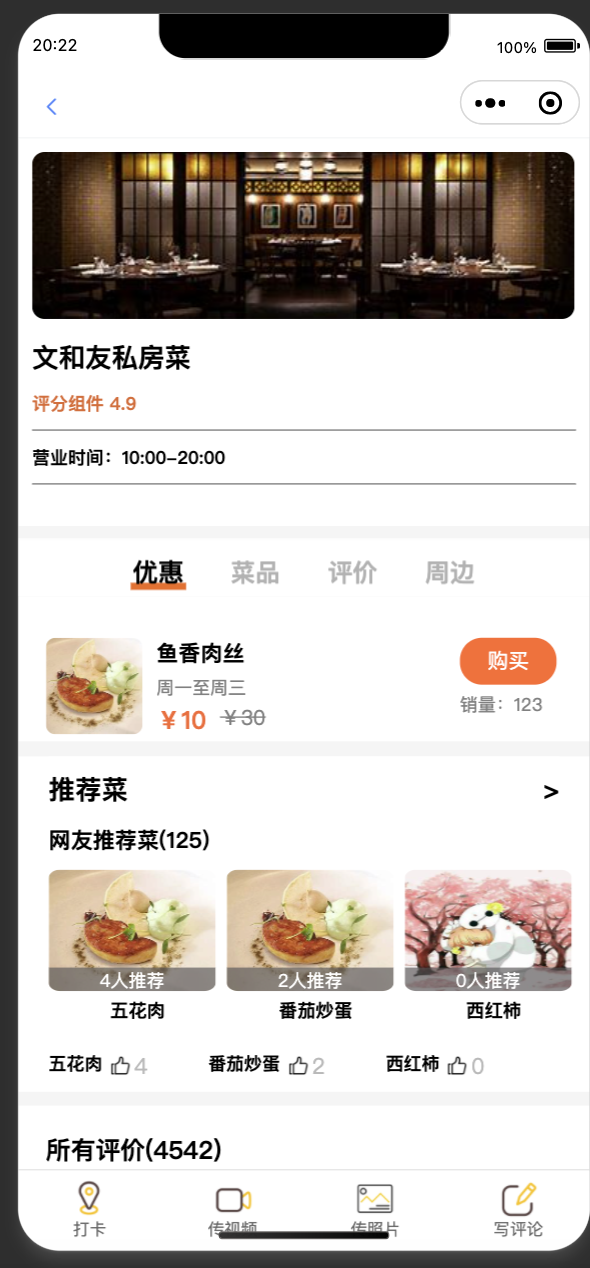 20:22
100%
文和友私房菜
评分组件 4.9
营业时间：10:00-20:00
优惠 菜品 评价 周边
鱼香肉丝
购买
周一至周三
销量：123
￥10 ￥30
推荐菜 >
网友推荐菜(125)
4人推荐 2人推荐 0人推荐
五花肉 番茄炒蛋 西红柿
五花肉 4 番茄炒蛋 2 西红柿 0
所有评价(4542)
打卡 传视频 传照片 写评论